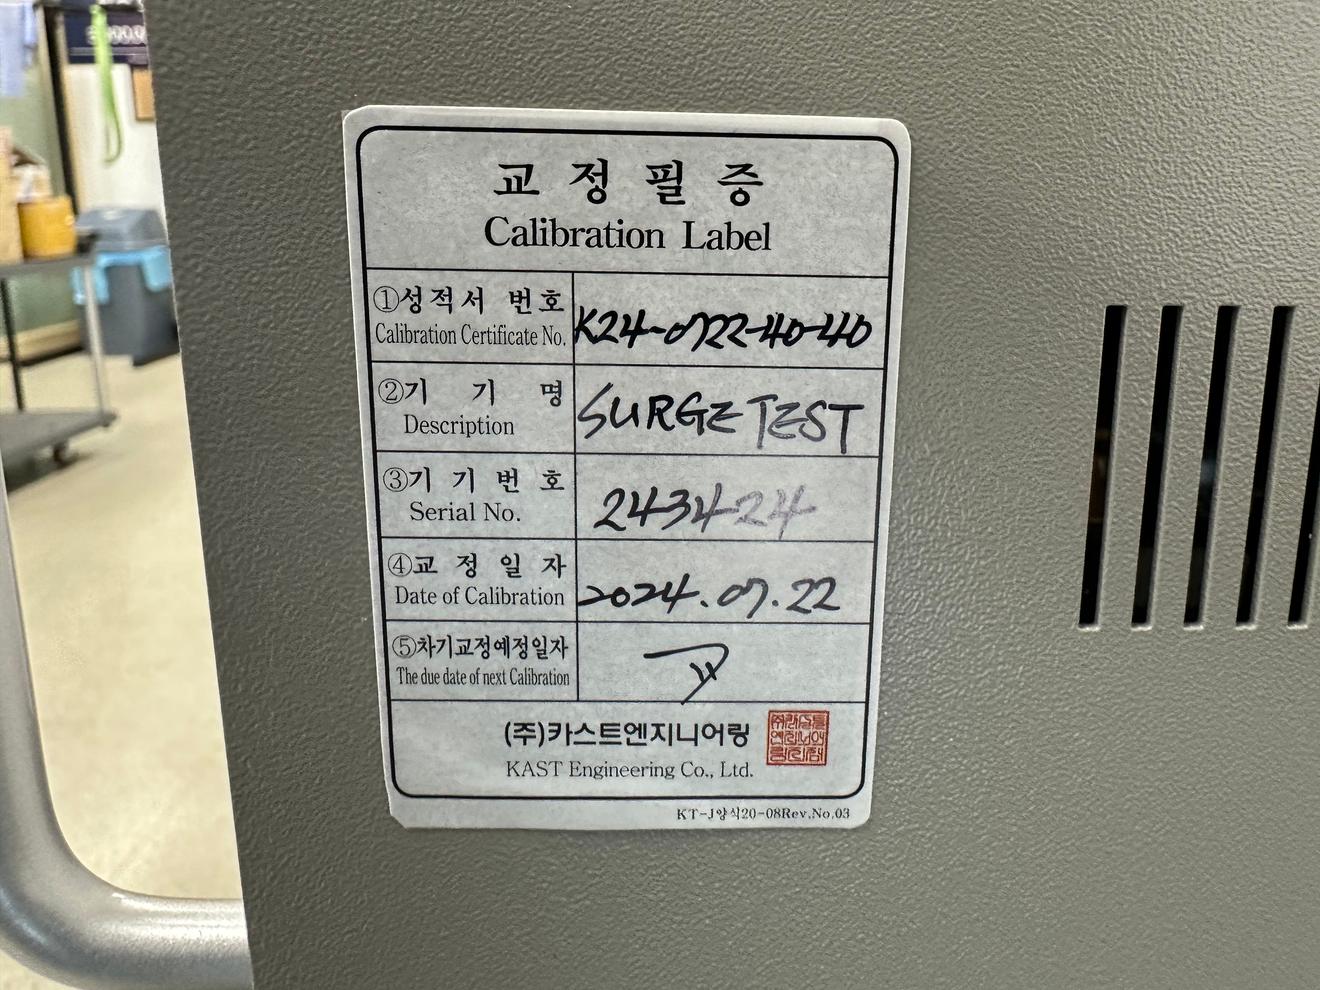 교 정 필 증
Calibration Label
①성적서 번호
Calibration Certificate No.
K24-0722-40-40
②기 기 명
Description
SURGE TEST
③기 기 번 호
Serial No.
243424
④교 정 일 자
Date of Calibration
2024.07.22
⑤차기교정예정일자
The due date of next Calibration
(주)카스트엔지니어링
KAST Engineering Co., Ltd.
KT-J양식20-08Rev.No.03